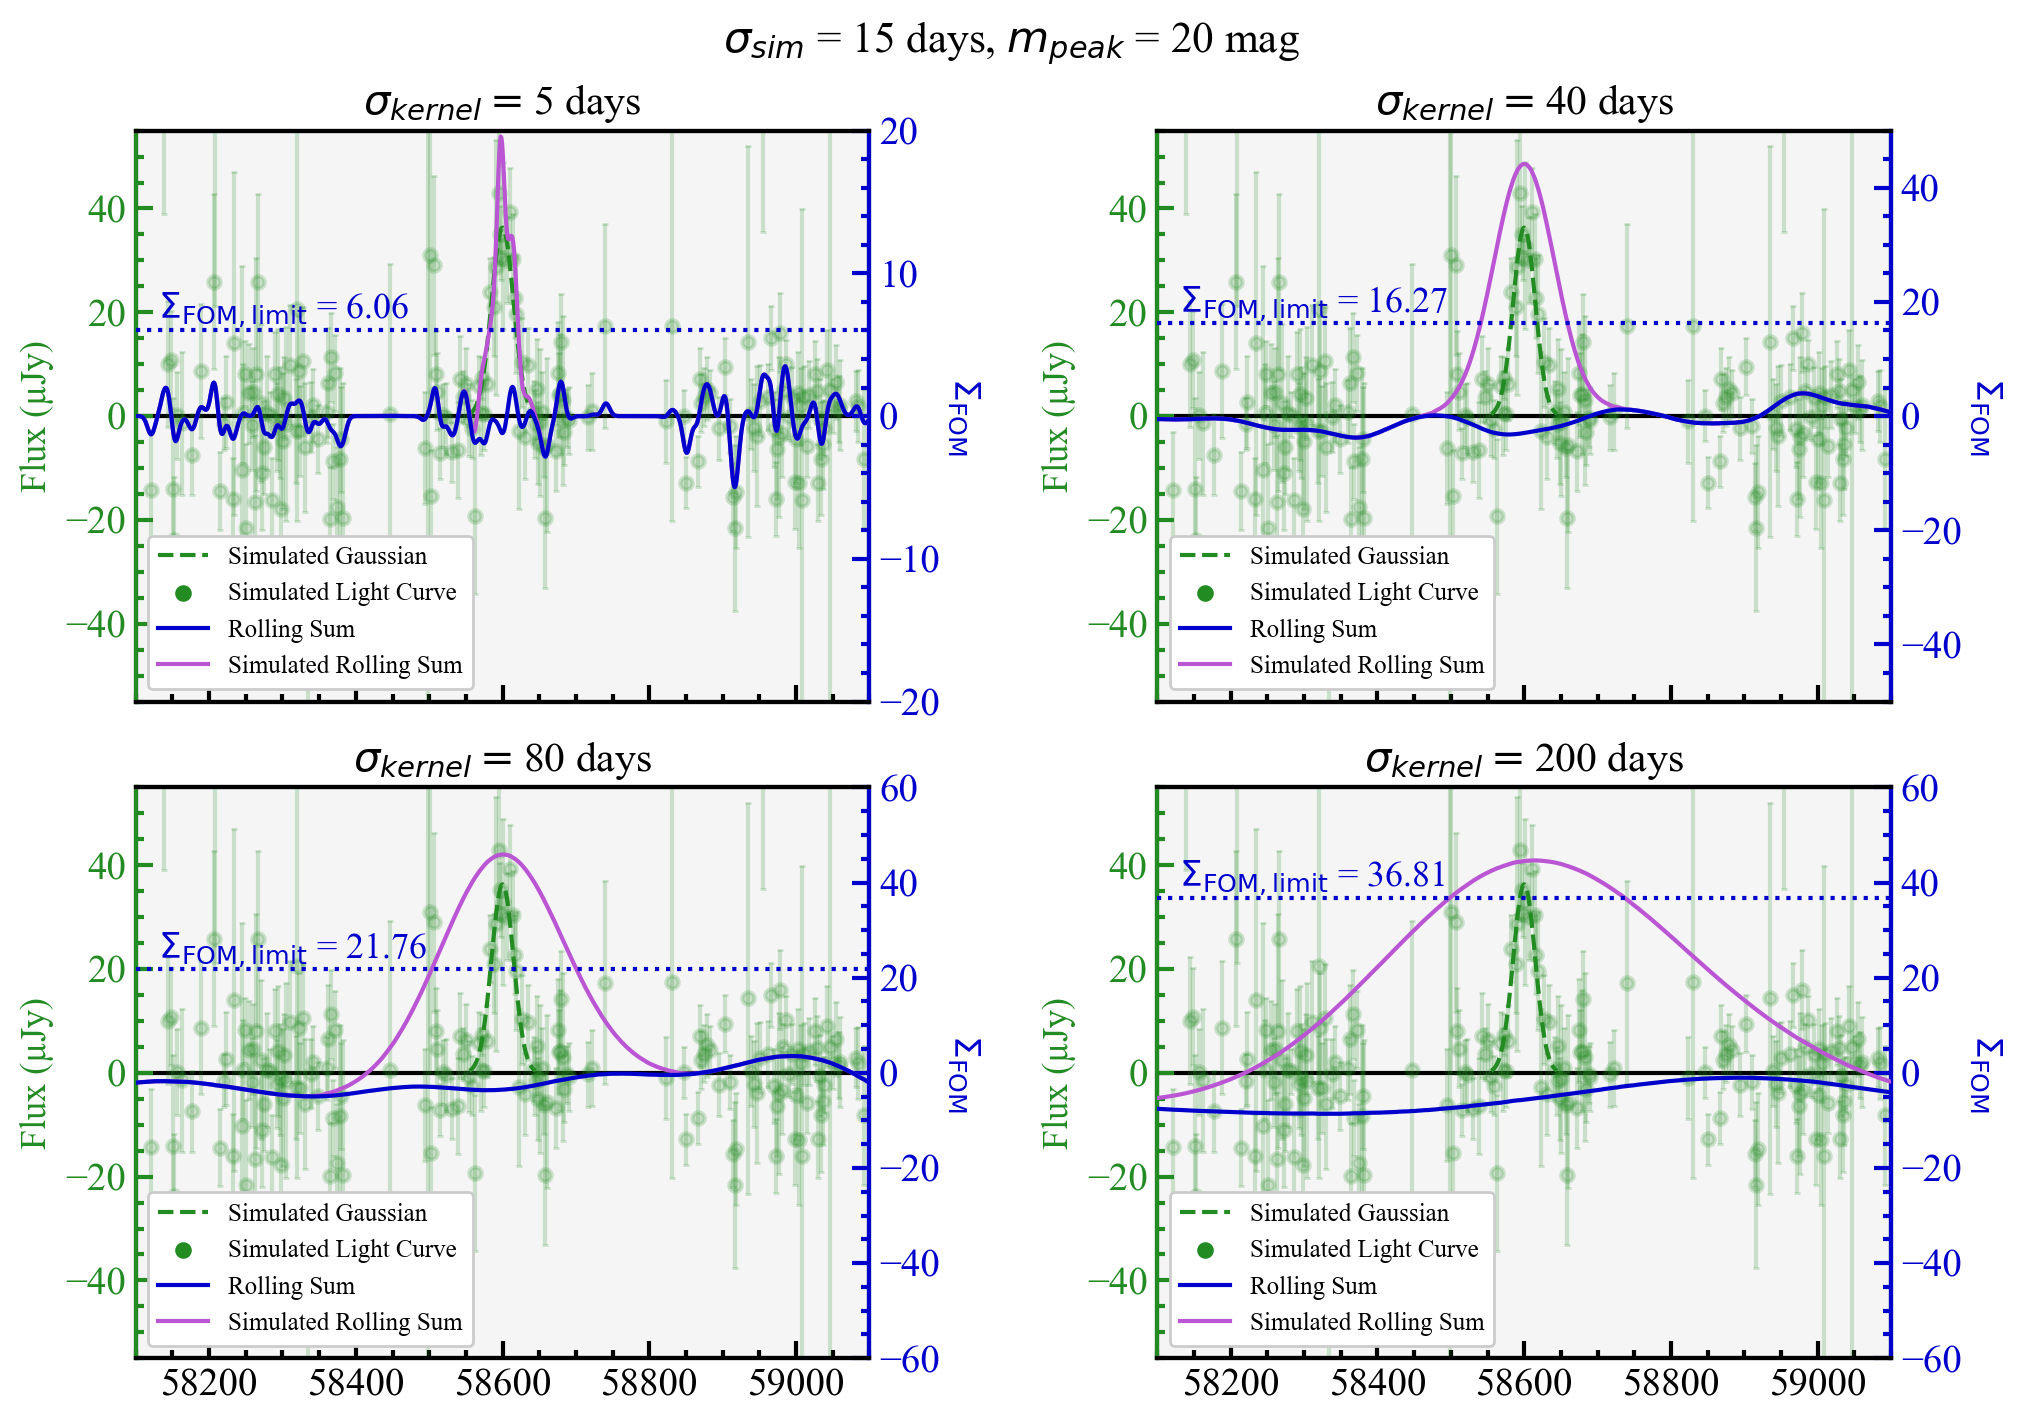 σsim = 15 days, mpeak = 20 mag
σkernel = 5 days
σkernel = 40 days
Flux (μJy)
40
20
0
−20
−40
20
10
0
−10
−20
ΣFOM
ΣFOM, limit = 6.06
Simulated Gaussian
Simulated Light Curve
Rolling Sum
Simulated Rolling Sum
Flux (μJy)
40
20
0
−20
−40
40
20
0
−20
−40
ΣFOM
ΣFOM, limit = 16.27
Simulated Gaussian
Simulated Light Curve
Rolling Sum
Simulated Rolling Sum
σkernel = 80 days
σkernel = 200 days
Flux (μJy)
40
20
0
−20
−40
60
40
20
0
−20
−40
−60
ΣFOM
ΣFOM, limit = 21.76
Simulated Gaussian
Simulated Light Curve
Rolling Sum
Simulated Rolling Sum
58200 58400 58600 58800 59000
Flux (μJy)
40
20
0
−20
−40
60
40
20
0
−20
−40
−60
ΣFOM
ΣFOM, limit = 36.81
Simulated Gaussian
Simulated Light Curve
Rolling Sum
Simulated Rolling Sum
58200 58400 58600 58800 59000